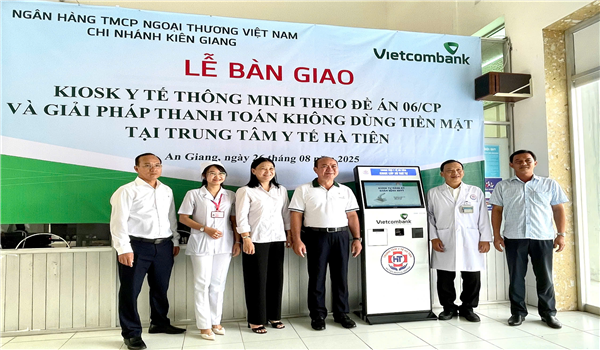 NGÂN HÀNG TMCP NGOẠI THƯƠNG VIỆT NAM
CHI NHÁNH KIÊN GIANG
Vietcombank
LỄ BÀN GIAO
KIOSK Y TẾ THÔNG MINH THEO ĐỀ ÁN 06/CP
VÀ GIẢI PHÁP THANH TOÁN KHÔNG DÙNG TIỀN MẶT
TẠI TRUNG TÂM Y TẾ HÀ TIÊN
An Giang, ngày tháng 08 2025
Vietcombank
HT